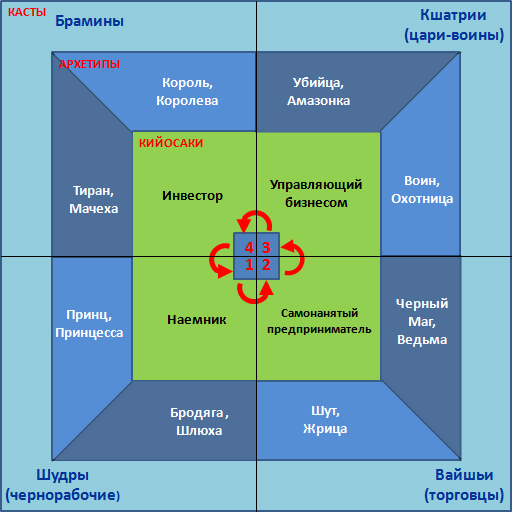 КАСТЫ
Брамины
Кшатрии
(цари-воины)
АРХЕТИПЫ
Король,
Королева
Убийца,
Амазонка
КИЙОСАКИ
Тиран,
Мачеха
Инвестор
Управляющий
бизнесом
Воин,
Охотница
4 3
1 2
Принц,
Принцесса
Наемник
Самонанятый
предприниматель
Черный
Маг,
Ведьма
Бродяга ,
Шлюха
Шут,
Жрица
Шудры
(чернорабочие)
Вайшьи
(торговцы)